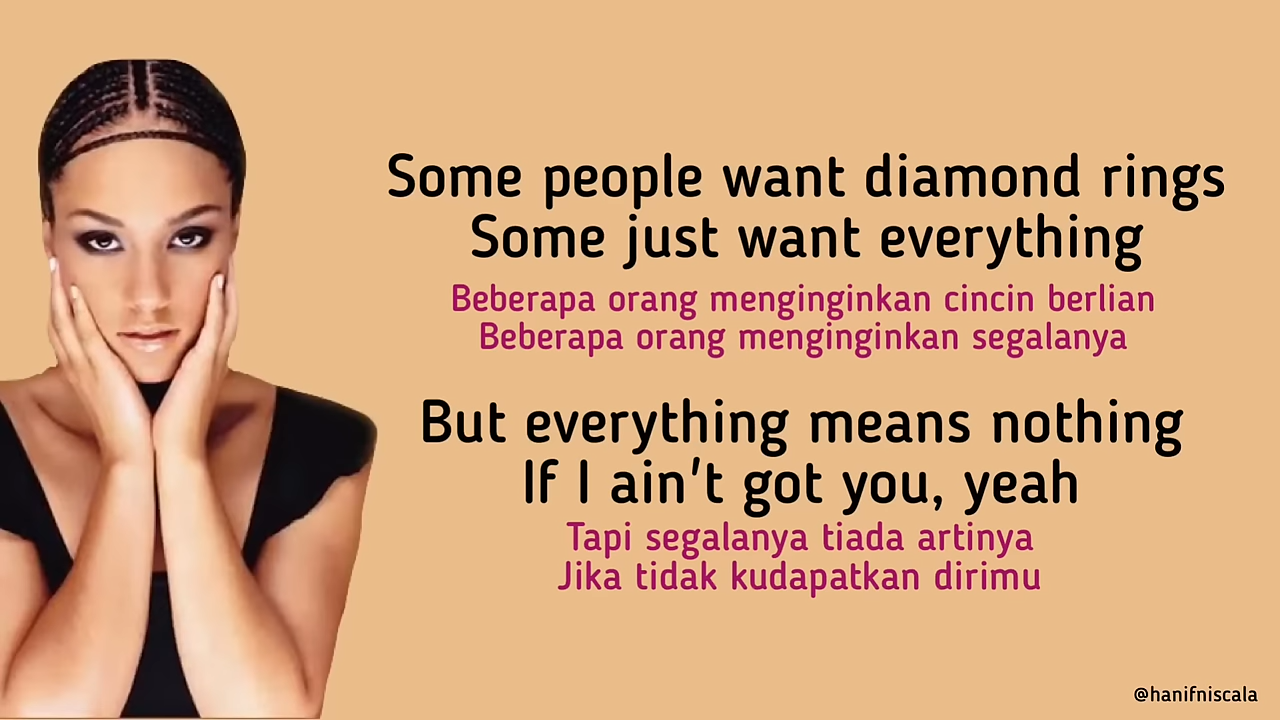 Some people want diamond rings
Some just want everything
Beberapa orang menginginkan cincin berlian
Beberapa orang menginginkan segalanya
But everything means nothing
If I ain't got you, yeah
Tapi segalanya tiada artinya
Jika tidak kudapatkan dirimu
@hanifniscala